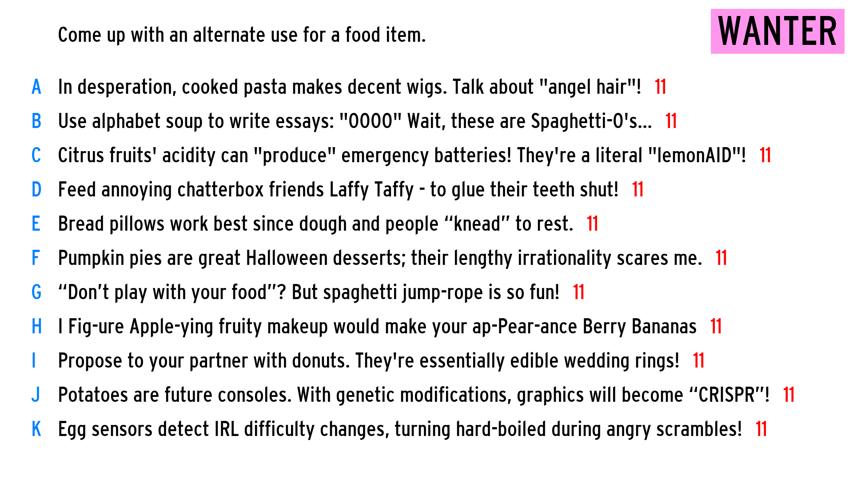 Come up with an alternate use for a food item.
WANTER
A In desperation, cooked pasta makes decent wigs. Talk about "angel hair"! 11
B Use alphabet soup to write essays: "OOOO" Wait, these are Spaghetti-O's... 11
C Citrus fruits' acidity can "produce" emergency batteries! They're a literal "lemonAID"! 11
D Feed annoying chatterbox friends Laffy Taffy - to glue their teeth shut! 11
E Bread pillows work best since dough and people “knead” to rest. 11
F Pumpkin pies are great Halloween desserts; their lengthy irrationality scares me. 11
G “Don’t play with your food”? But spaghetti jump-rope is so fun! 11
H I Fig-ure Apple-ying fruity makeup would make your ap-Pear-ance Berry Bananas 11
I Propose to your partner with donuts. They're essentially edible wedding rings! 11
J Potatoes are future consoles. With genetic modifications, graphics will become “CRISPR”! 11
K Egg sensors detect IRL difficulty changes, turning hard-boiled during angry scrambles! 11